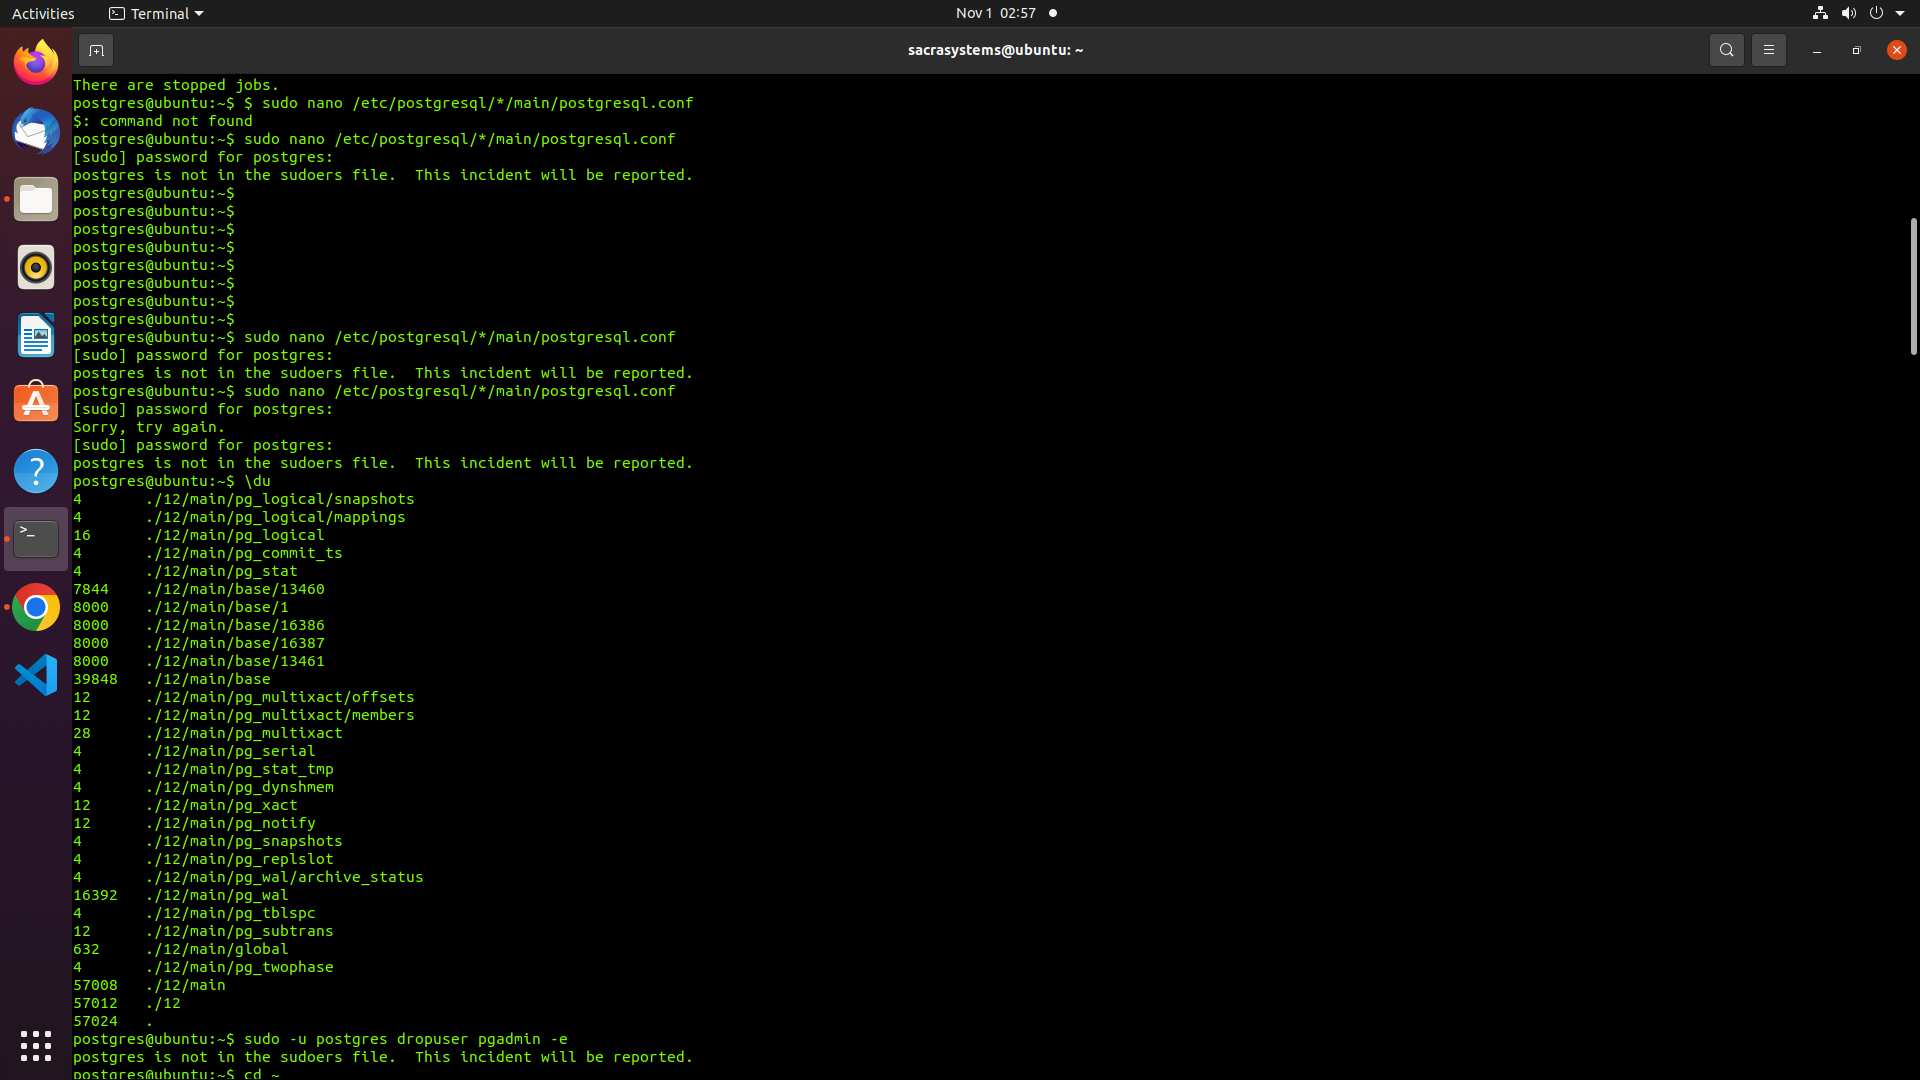 Activities
Terminal
Nov 1 02:57
sacrasystems@ubuntu: ~
There are stopped jobs.
postgres@ubuntu:~$ $ sudo nano /etc/postgresql/*/main/postgresql.conf
$: command not found
postgres@ubuntu:~$ sudo nano /etc/postgresql/*/main/postgresql.conf
[sudo] password for postgres:
postgres is not in the sudoers file.  This incident will be reported.
postgres@ubuntu:~$
postgres@ubuntu:~$
postgres@ubuntu:~$
postgres@ubuntu:~$
postgres@ubuntu:~$
postgres@ubuntu:~$
postgres@ubuntu:~$
postgres@ubuntu:~$
postgres@ubuntu:~$ sudo nano /etc/postgresql/*/main/postgresql.conf
[sudo] password for postgres:
postgres is not in the sudoers file.  This incident will be reported.
postgres@ubuntu:~$ sudo nano /etc/postgresql/*/main/postgresql.conf
[sudo] password for postgres:
Sorry, try again.
[sudo] password for postgres:
postgres is not in the sudoers file.  This incident will be reported.
postgres@ubuntu:~$ \du
4       ./12/main/pg_logical/snapshots
4       ./12/main/pg_logical/mappings
16      ./12/main/pg_logical
4       ./12/main/pg_commit_ts
4       ./12/main/pg_stat
7844    ./12/main/base/13460
8000    ./12/main/base/1
8000    ./12/main/base/16386
8000    ./12/main/base/16387
8000    ./12/main/base/13461
39848   ./12/main/base
12      ./12/main/pg_multixact/offsets
12      ./12/main/pg_multixact/members
28      ./12/main/pg_multixact
4       ./12/main/pg_serial
4       ./12/main/pg_stat_tmp
4       ./12/main/pg_dynshmem
12      ./12/main/pg_xact
12      ./12/main/pg_notify
4       ./12/main/pg_snapshots
4       ./12/main/pg_replslot
4       ./12/main/pg_wal/archive_status
16392   ./12/main/pg_wal
4       ./12/main/pg_tblspc
12      ./12/main/pg_subtrans
632     ./12/main/global
4       ./12/main/pg_twophase
57008   ./12/main
57012   ./12
57024   .
postgres@ubuntu:~$ sudo -u postgres dropuser pgadmin -e
postgres is not in the sudoers file.  This incident will be reported.
postgres@ubuntu:~$ cd ~